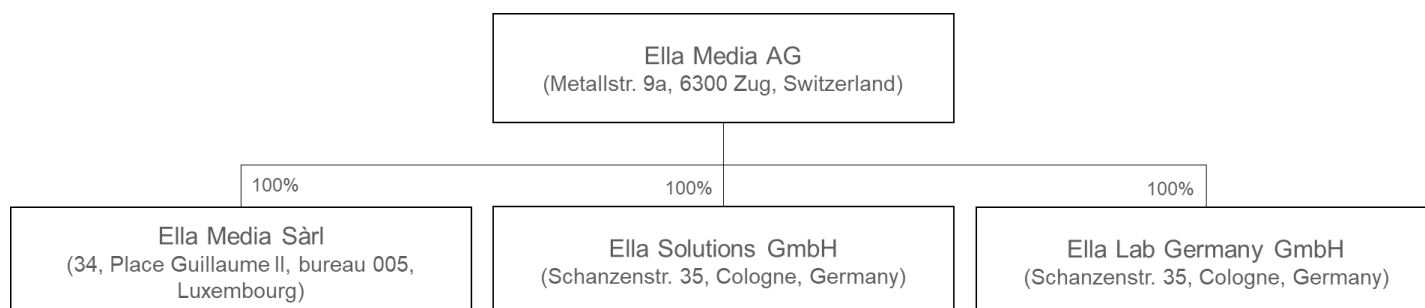 Ella Media AG
(Metallstr. 9a, 6300 Zug, Switzerland)
100%
100%
100%
Ella Media Sàrl
(34, Place Guillaume II, bureau 005,
Luxembourg)
Ella Solutions GmbH
(Schanzenstr. 35, Cologne, Germany)
Ella Lab Germany GmbH
(Schanzenstr. 35, Cologne, Germany)